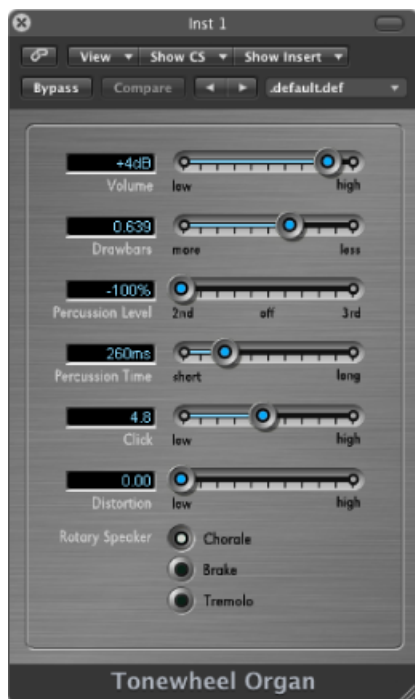 Inst 1
View Show CS Show Insert
Bypass Compare .default.def
+4dB
Volume low high
0.639
Drawbars more less
-100%
Percussion Level 2nd off 3rd
260ms
Percussion Time short long
4.8
Click low high
0.00
Distortion low high
Rotary Speaker Chorale
Brake
Tremolo
Tonewheel Organ